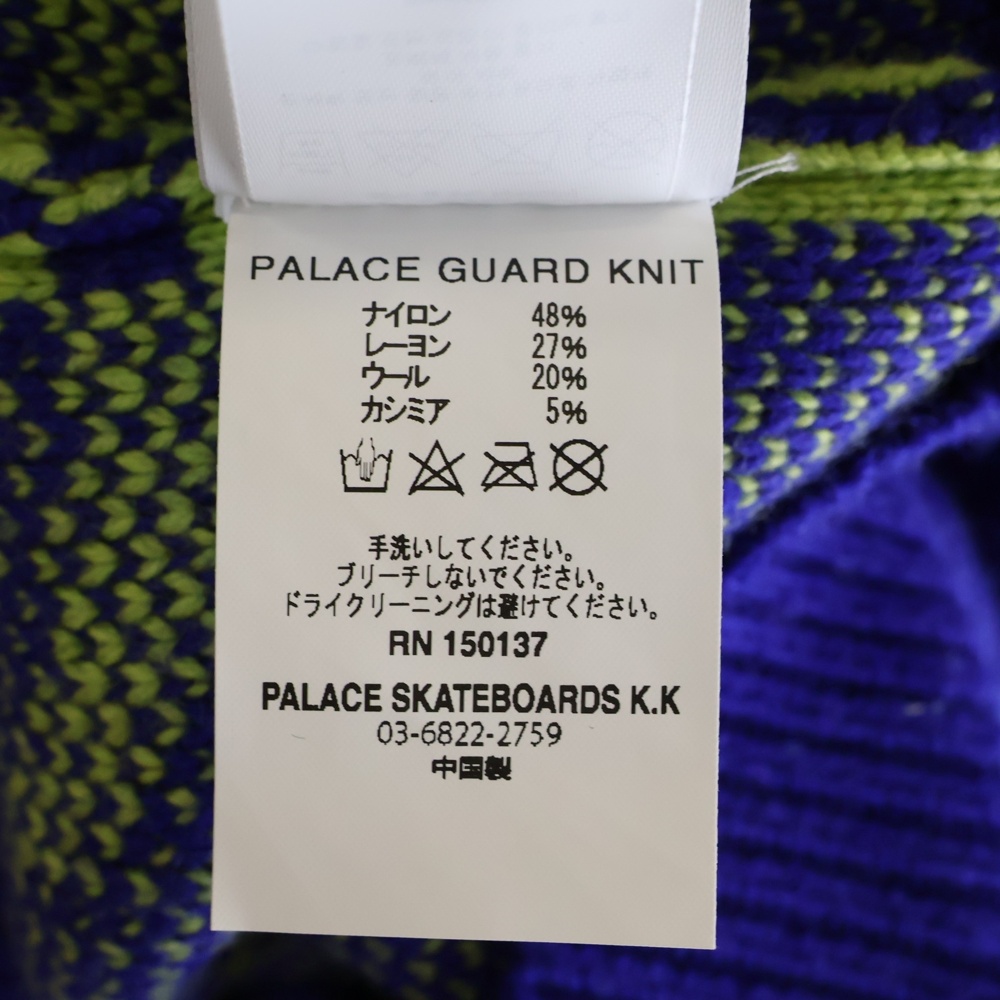 PALACE GUARD KNIT
ナイロン 48%
レーヨン 27%
ウール 20%
カシミア 5%
手洗いしてください。
ブリーチしないでください。
ドライクリーニングは避けてください。
RN 150137
PALACE SKATEBOARDS K.K
03-6822-2759
中国製